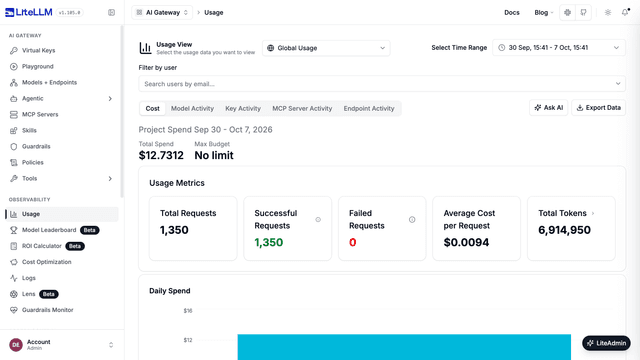 LiteLLM v1.105.0
AI Gateway > Usage
Docs
Blog
AI GATEWAY
Virtual Keys
Playground
Models + Endpoints
Agentic
MCP Servers
Skills
Guardrails
Policies
Tools
OBSERVABILITY
Usage
Model Leaderboard Beta
ROI Calculator Beta
Cost Optimization
Logs
Lens Beta
Guardrails Monitor
DE Account
Admin
Usage View
Select the usage data you want to view
Global Usage
Select Time Range
30 Sep, 15:41 - 7 Oct, 15:41
Filter by user
Search users by email...
Cost
Model Activity
Key Activity
MCP Server Activity
Endpoint Activity
Ask AI
Export Data
Project Spend Sep 30 - Oct 7, 2026
Total Spend
$12.7312
Max Budget
No limit
Usage Metrics
Total Requests
1,350
Successful
Requests
1,350
Failed
Requests
0
Average Cost
per Request
$0.0094
Total Tokens
6,914,950
Daily Spend
$16
$12
LiteAdmin